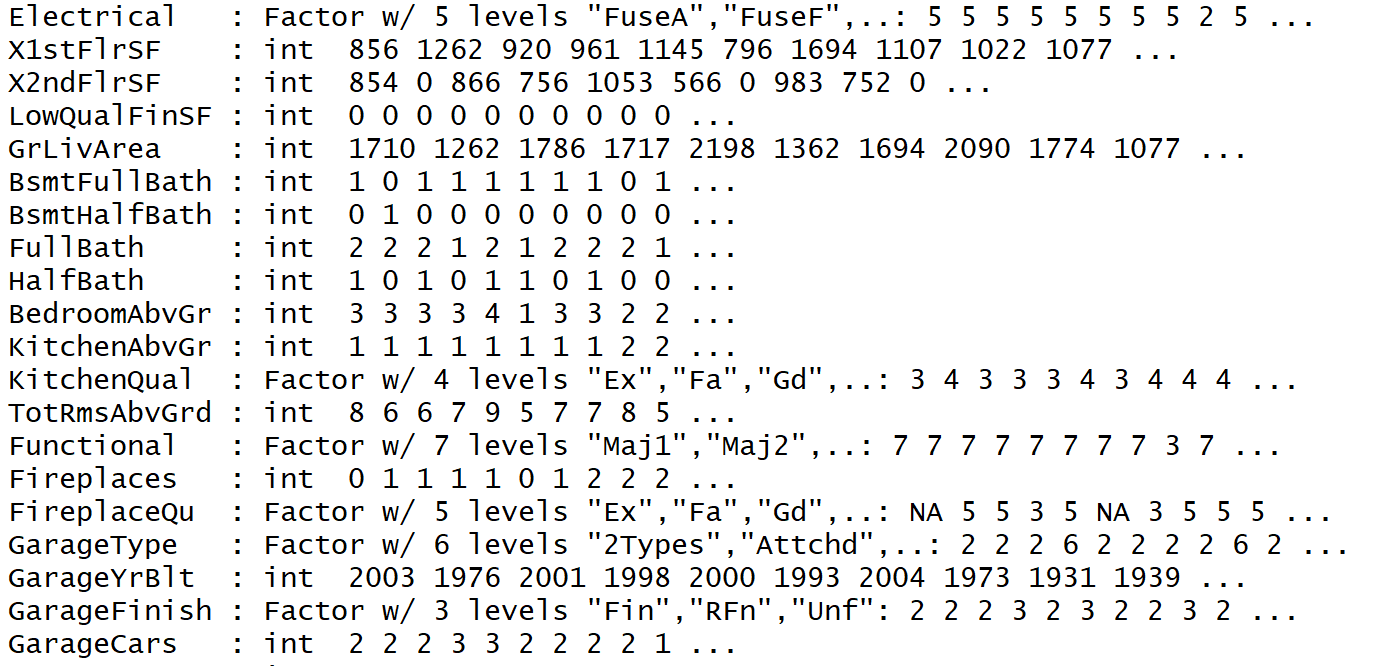 Electrical   : Factor w/ 5 levels "FuseA","FuseF",..: 5 5 5 5 5 5 5 5 2 5 ...
X1stFlrSF    : int  856 1262 920 961 1145 796 1694 1107 1022 1077 ...
X2ndFlrSF    : int  854 0 866 756 1053 566 0 983 752 0 ...
LowQualFinSF : int  0 0 0 0 0 0 0 0 0 0 ...
GrLivArea    : int  1710 1262 1786 1717 2198 1362 1694 2090 1774 1077 ...
BsmtFullBath : int  1 0 1 1 1 1 1 1 0 1 ...
BsmtHalfBath : int  0 1 0 0 0 0 0 0 0 0 ...
FullBath     : int  2 2 2 1 2 1 2 2 2 1 ...
HalfBath     : int  1 0 1 0 1 1 0 1 0 0 ...
BedroomAbvGr : int  3 3 3 3 4 1 3 3 2 2 ...
KitchenAbvGr : int  1 1 1 1 1 1 1 1 2 2 ...
KitchenQual  : Factor w/ 4 levels "Ex","Fa","Gd",..: 3 4 3 3 3 4 3 4 4 4 ...
TotRmsAbvGrd : int  8 6 6 7 9 5 7 7 8 5 ...
Functional   : Factor w/ 7 levels "Maj1","Maj2",..: 7 7 7 7 7 7 7 7 3 7 ...
Fireplaces   : int  0 1 1 1 1 0 1 2 2 2 ...
FireplaceQu  : Factor w/ 5 levels "Ex","Fa","Gd",..: NA 5 5 3 5 NA 3 5 5 5 ...
GarageType   : Factor w/ 6 levels "2Types","Attchd",..: 2 2 2 6 2 2 2 2 6 2 ...
GarageYrBlt  : int  2003 1976 2001 1998 2000 1993 2004 1973 1931 1939 ...
GarageFinish : Factor w/ 3 levels "Fin","RFn","Unf": 2 2 2 3 2 3 2 2 3 2 ...
GarageCars   : int  2 2 2 3 3 2 2 2 2 1 ...